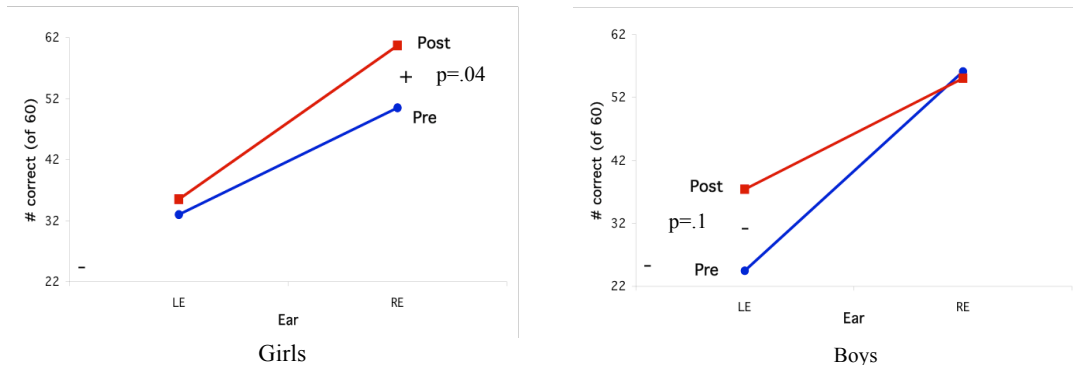 62
Post
+ p=.04
52
Pre
# correct (of 60)
42
32
-
22
LE
RE
Ear
Girls
62
52
# correct (of 60)
42
Post
p=.1
32
-
-
Pre
22
LE
RE
Ear
Boys